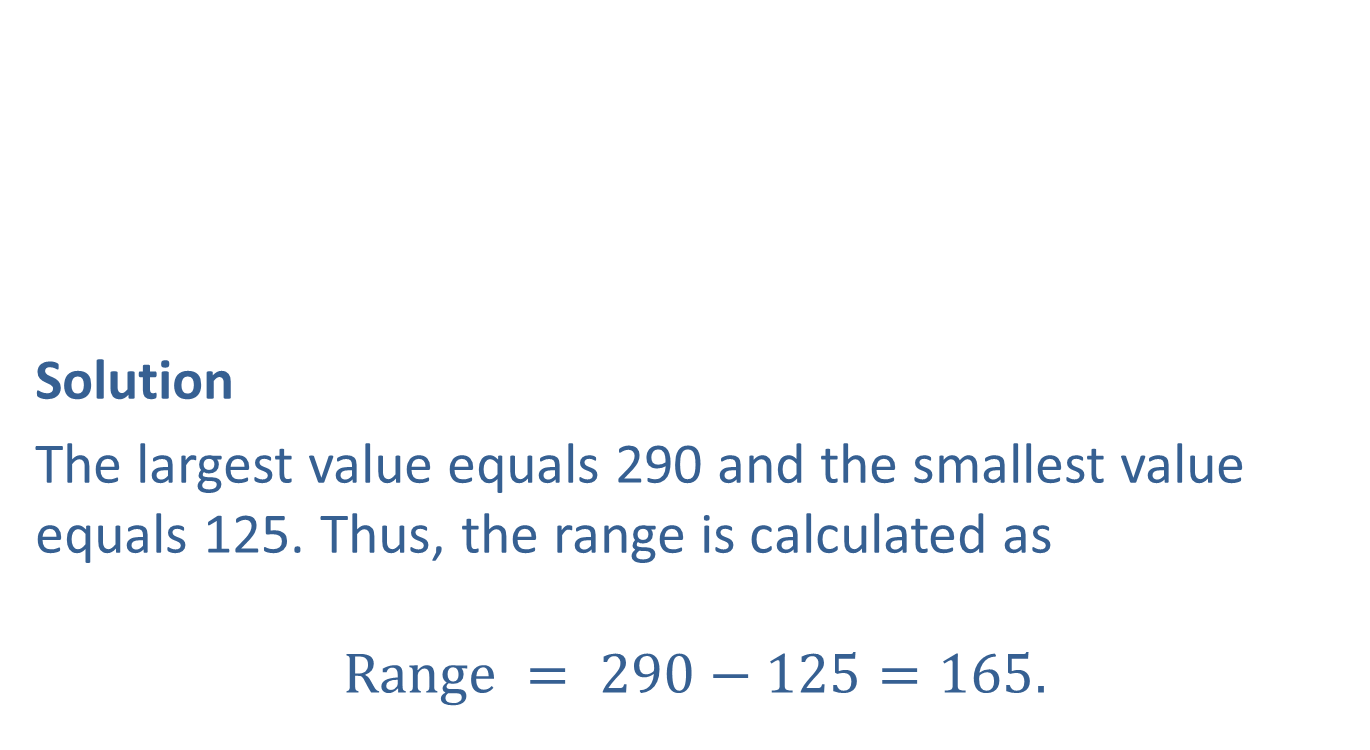 Solution
The largest value equals 290 and the smallest value
equals 125. Thus, the range is calculated as
Range = 290 − 125 = 165.